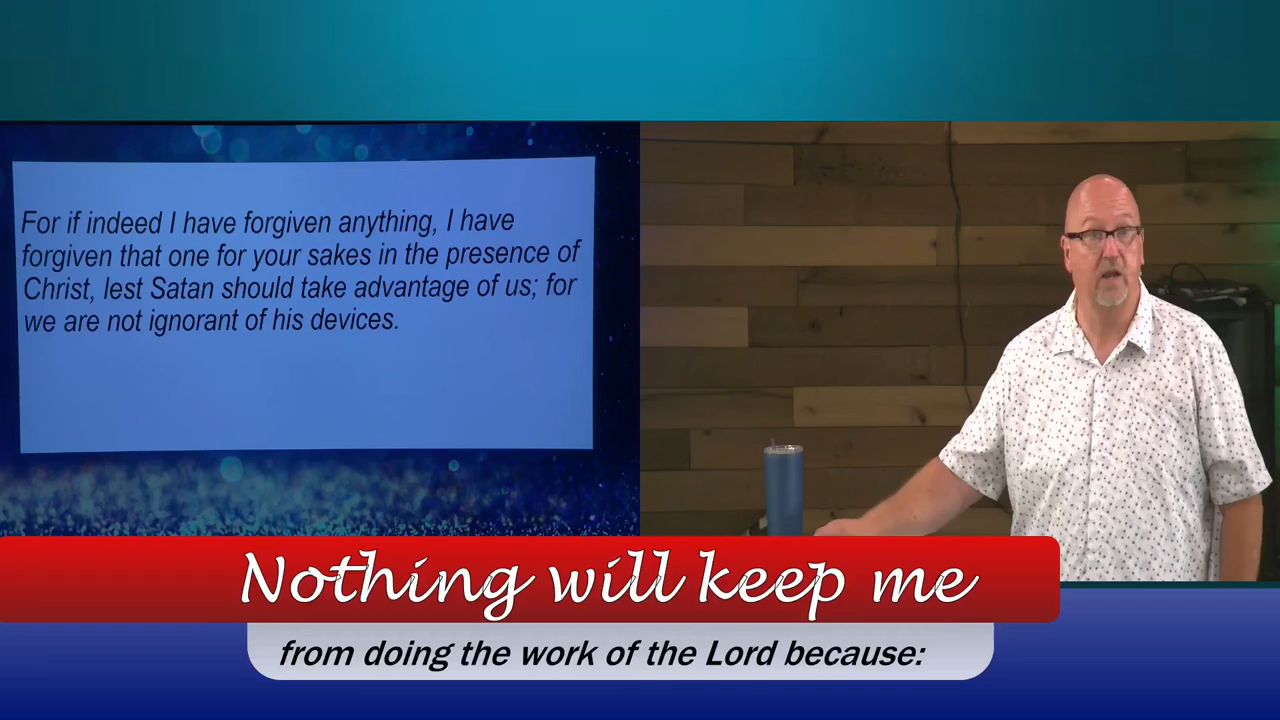 For if indeed I have forgiven anything, I have
forgiven that one for your sakes in the presence of
Christ, lest Satan should take advantage of us; for
we are not ignorant of his devices.
Nothing will keep me
from doing the work of the Lord because: